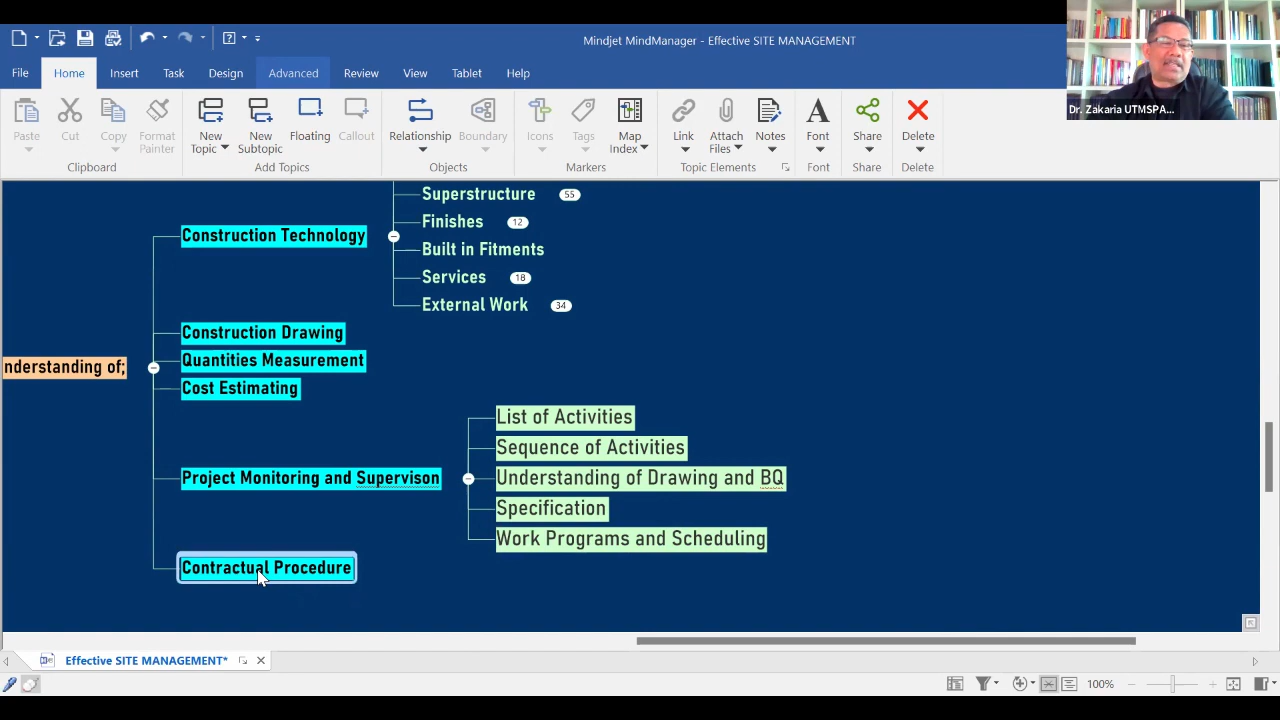 Mindjet MindManager - Effective SITE MANAGEMENT
File Home Insert Task Design Advanced Review View Tablet Help
Paste Cut Copy Format Painter
Clipboard
New Topic New Subtopic Floating Callout
Add Topics
Relationship Boundary
Objects
Icons Tags Map Index
Markers
Link Attach Files Notes
Topic Elements
Font
Font
Share
Share
Delete
Delete
Dr. Zakaria UTMSPA...
Superstructure 55
Finishes 12
Construction Technology
Built in Fitments
Services 18
External Work 34
Construction Drawing
nderstanding of;
Quantities Measurement
Cost Estimating
List of Activities
Sequence of Activities
Project Monitoring and Supervison
Understanding of Drawing and BQ
Specification
Work Programs and Scheduling
Contractual Procedure
Effective SITE MANAGEMENT*
100%